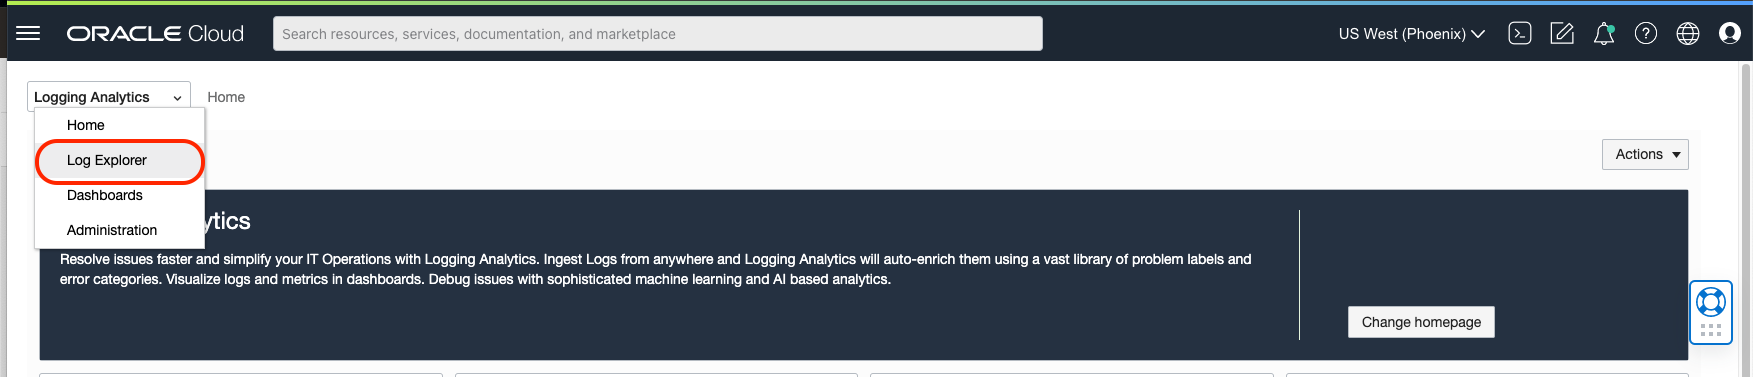 ORACLE Cloud
Search resources, services, documentation, and marketplace
US West (Phoenix)
Logging Analytics
Home
Home
Log Explorer
Dashboards
Administration
Actions
ytics
Resolve issues faster and simplify your IT Operations with Logging Analytics. Ingest Logs from anywhere and Logging Analytics will auto-enrich them using a vast library of problem labels and
error categories. Visualize logs and metrics in dashboards. Debug issues with sophisticated machine learning and AI based analytics.
Change homepage